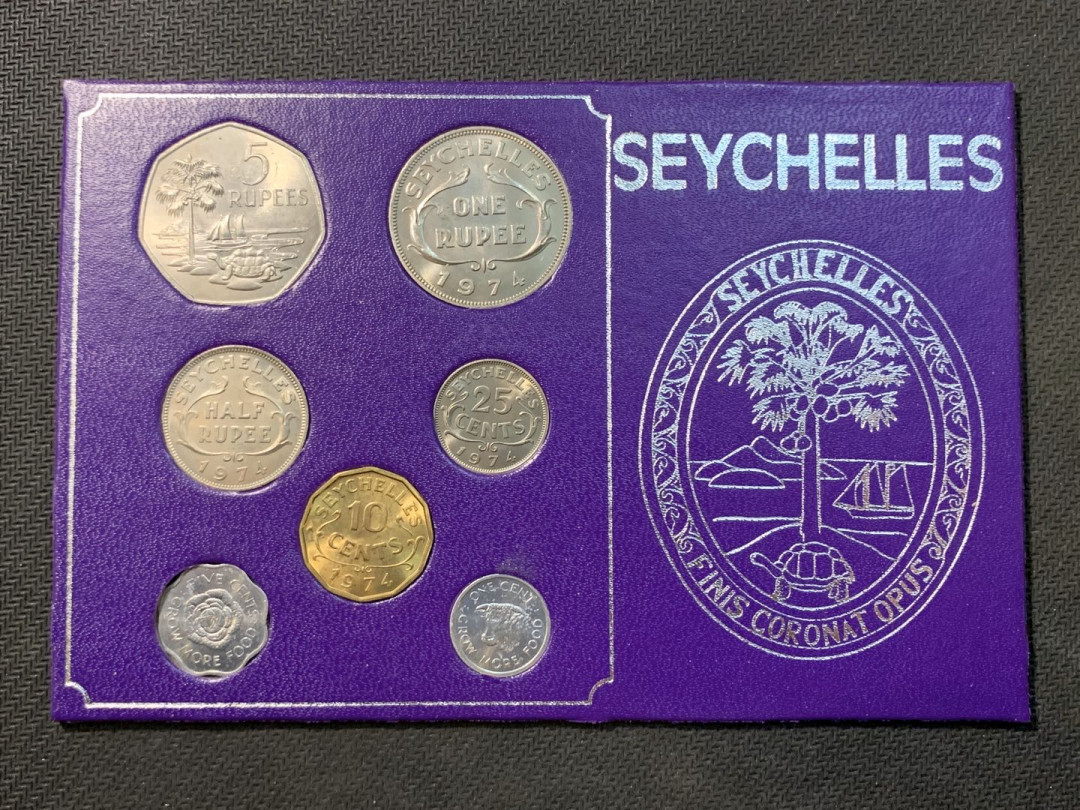 SEYCHELLES
5
RUPEES
SEYCHELLES
ONE
RUPEE
1974
SEYCHELLES
HALF
RUPEE
1974
SEYCHELLES
25
CENTS
1974
SEYCHELLES
10
CENTS
1974
FIVE CENTS
GROW MORE FOOD
ONE CENT
GROW MORE FOOD
SEYCHELLES
FINIS CORONAT OPUS